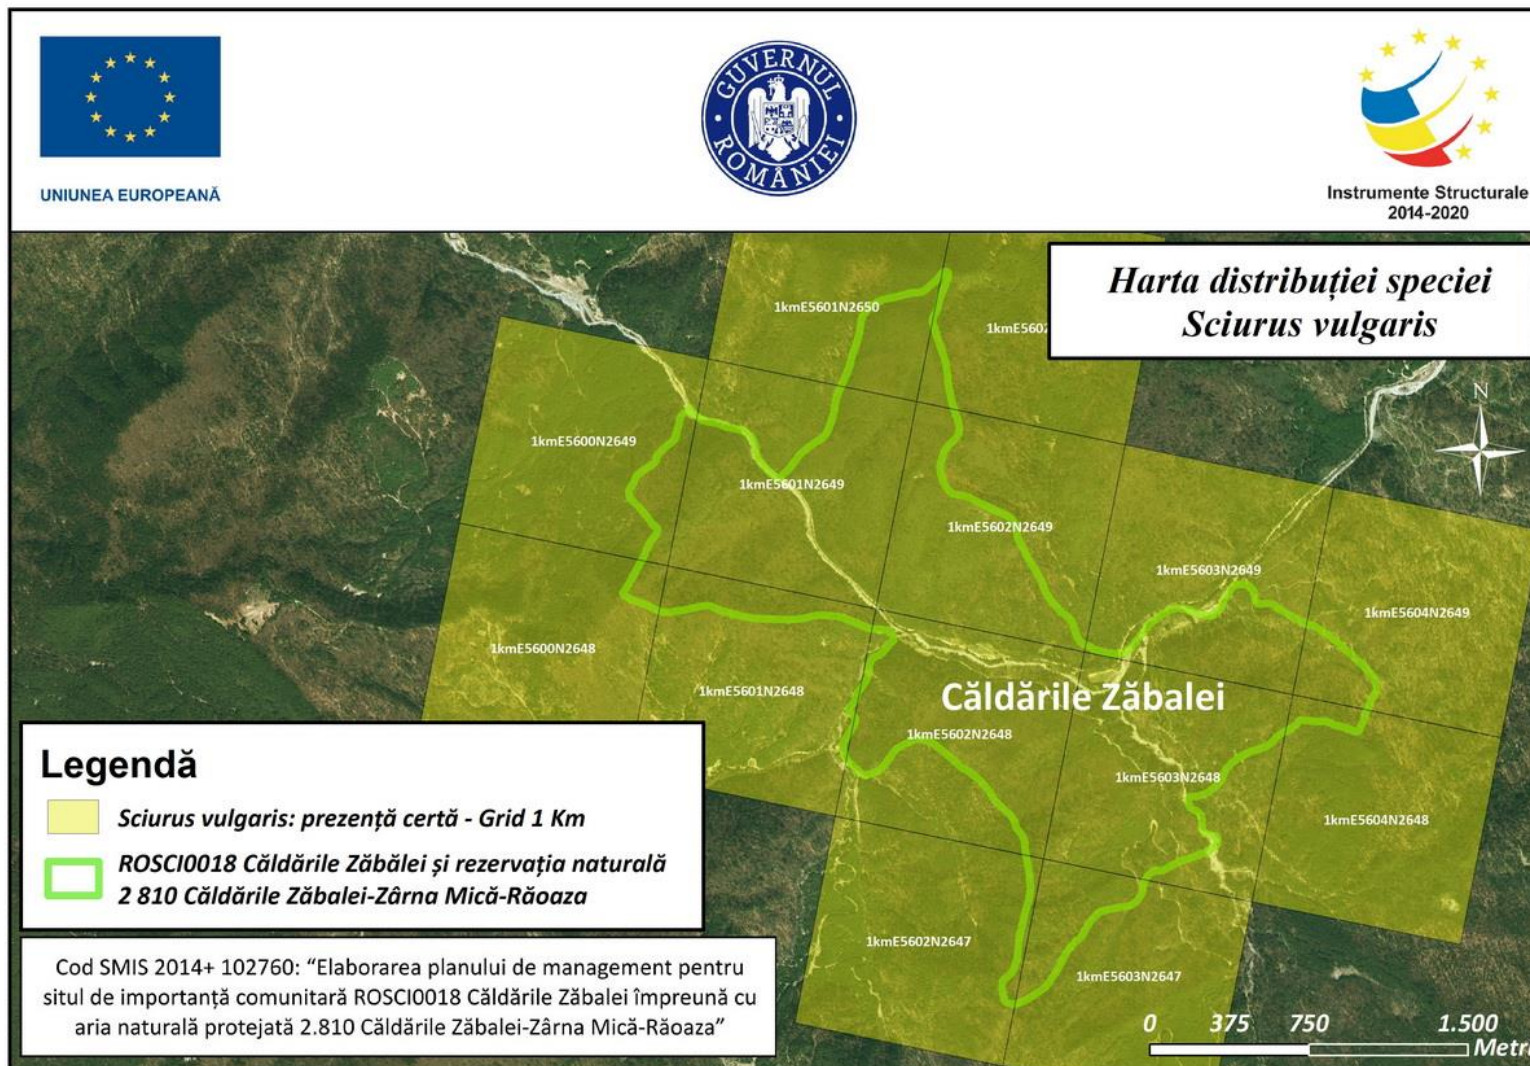 UNIUNEA EUROPEANĂ
GUVERNUL ROMÂNIEI
Instrumente Structurale
2014-2020
Harta distribuției speciei
Sciurus vulgaris
1kmE5601N2650
1kmE5602
N
1kmE5600N2649
1kmE5601N2649
1kmE5602N2649
1kmE5603N2649
1kmE5604N2649
1kmE5600N2648
1kmE5601N2648
Căldările Zăbalei
1kmE5602N2648
1kmE5603N2648
1kmE5604N2648
1kmE5602N2647
1kmE5603N2647
Legendă
Sciurus vulgaris: prezență certă - Grid 1 Km
ROSCI0018 Căldările Zăbălei și rezervația naturală
2 810 Căldările Zăbalei-Zârna Mică-Răoaza
Cod SMIS 2014+ 102760: “Elaborarea planului de management pentru
situl de importanță comunitară ROSCI0018 Căldările Zăbalei împreună cu
aria naturală protejată 2.810 Căldările Zăbalei-Zârna Mică-Răoaza”
0 375 750 1.500
Metri